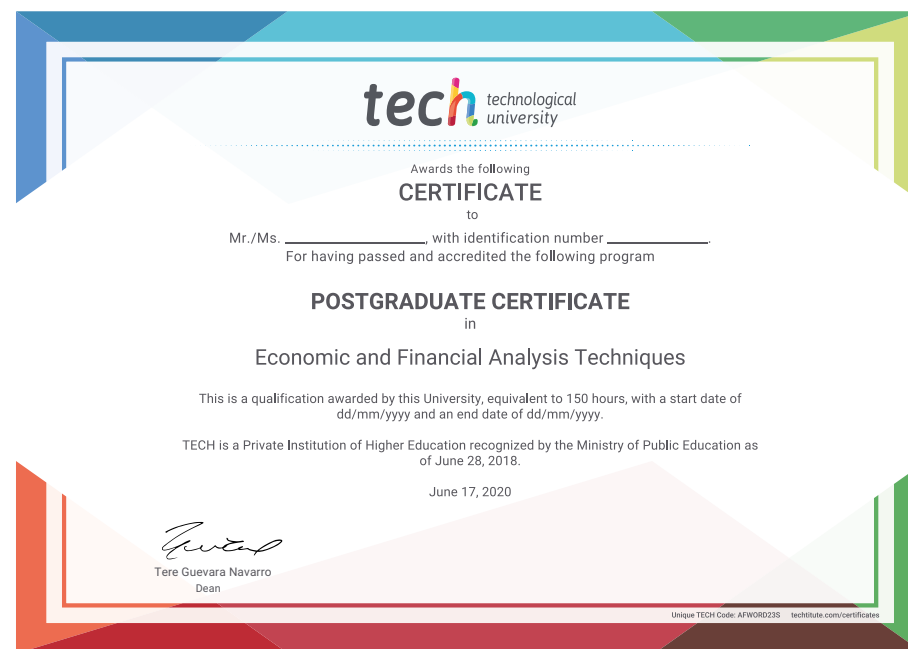 tech technological
university
Awards the following
CERTIFICATE
to
Mr./Ms. ____________________, with identification number ______________.
For having passed and accredited the following program
POSTGRADUATE CERTIFICATE
in
Economic and Financial Analysis Techniques
This is a qualification awarded by this University, equivalent to 150 hours, with a start date of
dd/mm/yyyy and an end date of dd/mm/yyyy.
TECH is a Private Institution of Higher Education recognized by the Ministry of Public Education as
of June 28, 2018.
June 17, 2020
Tere Guevara Navarro
Dean
Unique TECH Code: AFWORD23S techtitute.com/certificates